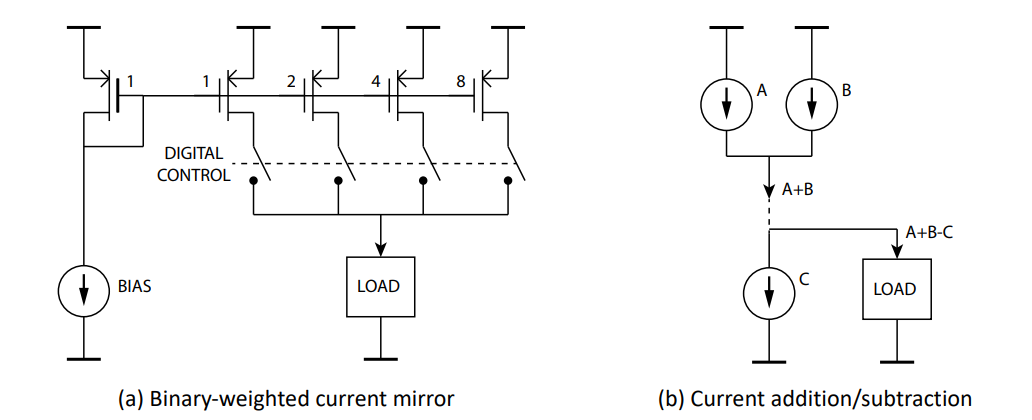 1
1
2
4
8
DIGITAL
CONTROL
BIAS
LOAD
(a) Binary-weighted current mirror
A
B
A+B
A+B-C
C
LOAD
(b) Current addition/subtraction